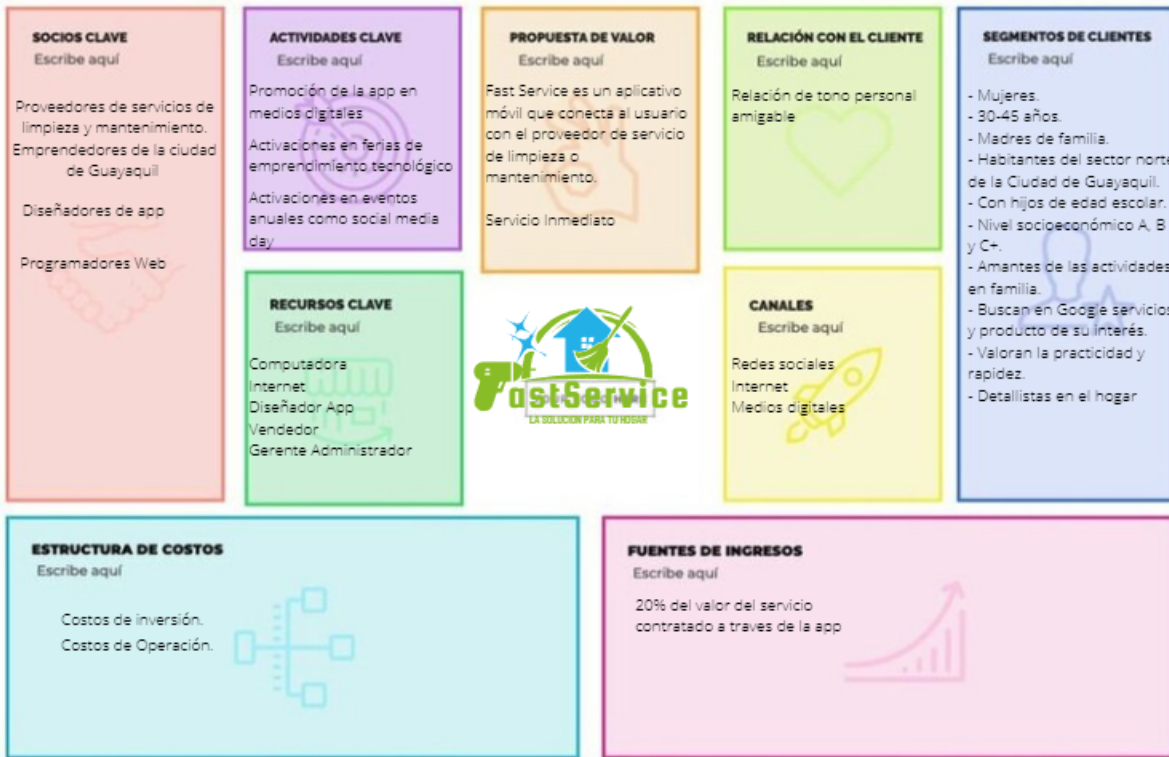 SOCIOS CLAVE
Escribe aquí
Proveedores de servicios de
limpieza y mantenimiento.
Emprendedores de la ciudad
de Guayaquil
Diseñadores de app
Programadores Web
ACTIVIDADES CLAVE
Escribe aquí
Promoción de la app en
medios digitales
Activaciones en ferias de
emprendimiento tecnológico
Activaciones en eventos
anuales como social media
day
RECURSOS CLAVE
Escribe aquí
Computadora
Internet
Diseñador App
Vendedor
Gerente Administrador
PROPUESTA DE VALOR
Escribe aquí
Fast Service es un aplicativo
móvil que conecta al usuario
con el proveedor de servicio
de limpieza o
mantenimiento.
Servicio Inmediato
FastService
LA SOLUCIÓN PARA TU HOGAR
RELACIÓN CON EL CLIENTE
Escribe aquí
Relación de tono personal
amigable
CANALES
Escribe aquí
Redes sociales
Internet
Medios digitales
SEGMENTOS DE CLIENTES
Escribe aquí
- Mujeres.
- 30-45 años.
- Madres de familia.
- Habitantes del sector norte
de la Ciudad de Guayaquil.
- Con hijos de edad escolar.
- Nivel socioeconómico A, B
y C+.
- Amantes de las actividades
en familia.
- Buscan en Google servicios
y producto de su interés.
- Valoran la practicidad y
rapidez.
- Detallistas en el hogar
ESTRUCTURA DE COSTOS
Escribe aquí
Costos de inversión.
Costos de Operación.
FUENTES DE INGRESOS
Escribe aquí
20% del valor del servicio
contratado a traves de la app